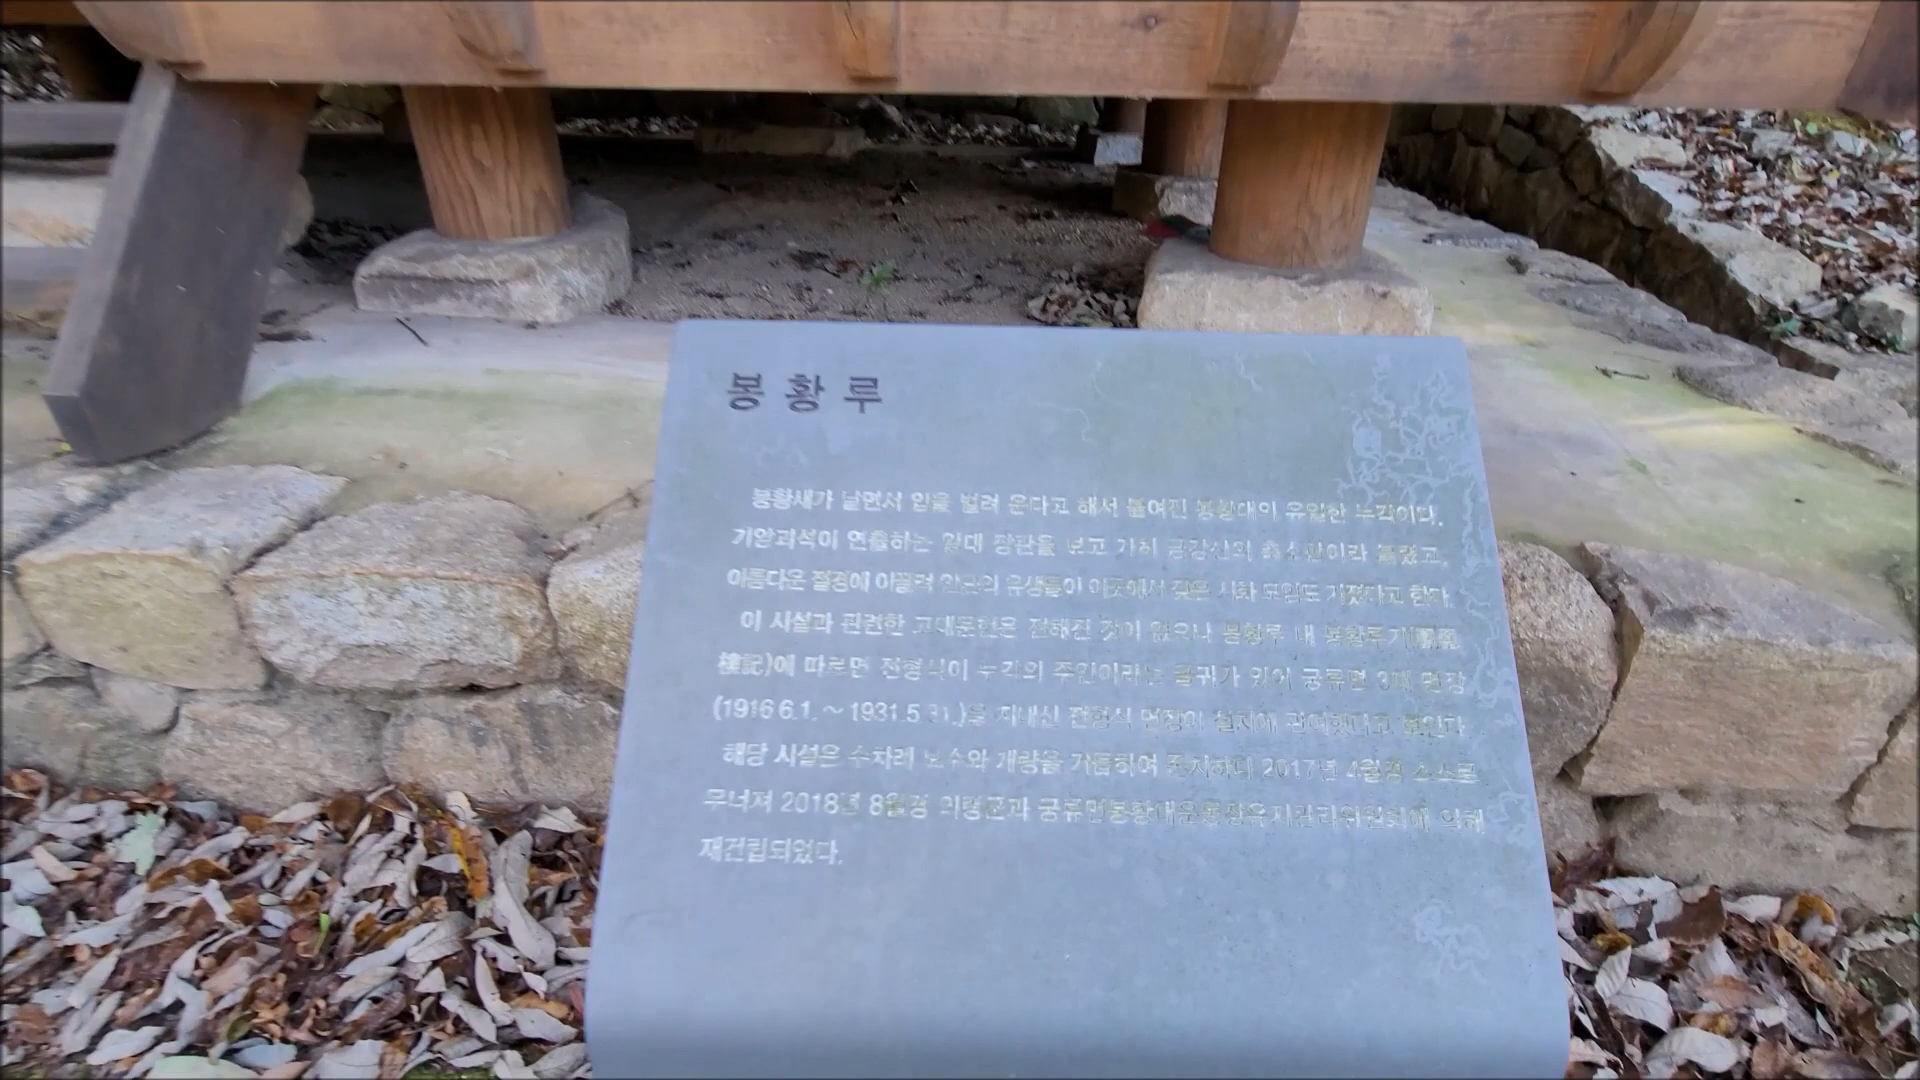 봉황루
봉황새가 날면서 입을 벌려 운다고 해서 붙여진 봉황대의 유일한 누각이다.
기암괴석이 연출하는 일대 장관을 보고 가히 금강산의 축소판이라 불렀고,
아름다운 절경에 이끌려 인근의 유생들이 이곳에서 잦은 시화 모임도 가졌다고 한다.
이 시설과 관련한 고대문헌은 전해진 것이 없으나 봉황루 내 봉황루기(鳳凰
樓記)에 따르면 전형식이 누각의 주인이라는 글귀가 있어 궁류면 3대 면장
(1916.6.1. ~ 1931.5.31.)을 지내신 전형식 면장이 설치에 관여했다고 보인다.
해당 시설은 수차례 보수와 개량을 거듭하여 유지하다 2017년 4월경 스스로
무너져 2018년 8월경 의령군과 궁류면봉황대운동장유지관리위원회에 의해
재건립되었다.